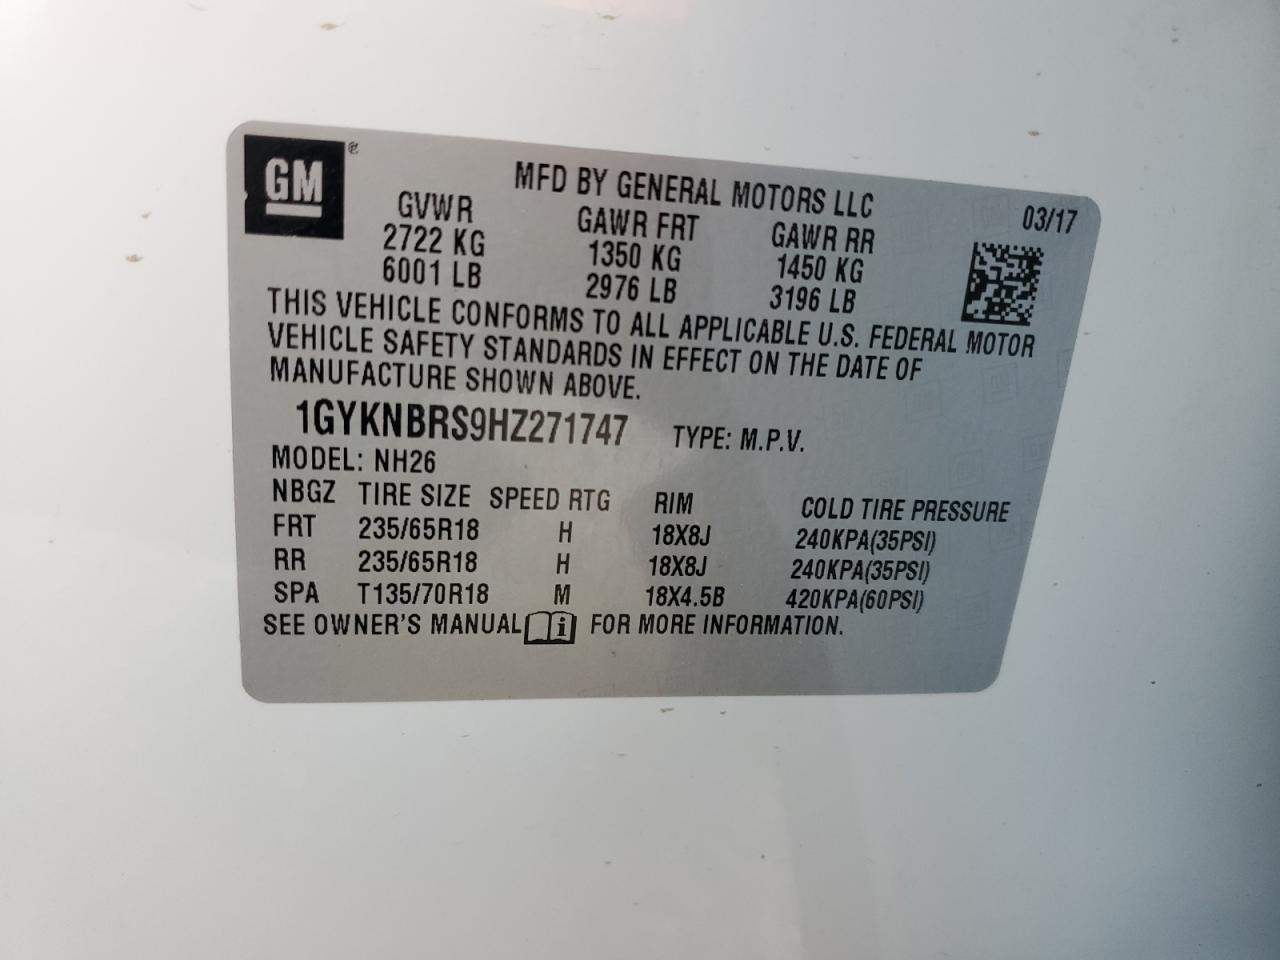 GM
MFD BY GENERAL MOTORS LLC
03/17
GVWR GAWR FRT GAWR RR
2722 KG 1350 KG 1450 KG
6001 LB 2976 LB 3196 LB
THIS VEHICLE CONFORMS TO ALL APPLICABLE U.S. FEDERAL MOTOR
VEHICLE SAFETY STANDARDS IN EFFECT ON THE DATE OF
MANUFACTURE SHOWN ABOVE.
1GYKNBRS9HZ271747 TYPE: M.P.V.
MODEL: NH26
NBGZ TIRE SIZE SPEED RTG RIM COLD TIRE PRESSURE
FRT 235/65R18 H 18X8J 240KPA(35PSI)
RR 235/65R18 H 18X8J 240KPA(35PSI)
SPA T135/70R18 M 18X4.5B 420KPA(60PSI)
SEE OWNER'S MANUAL i FOR MORE INFORMATION.